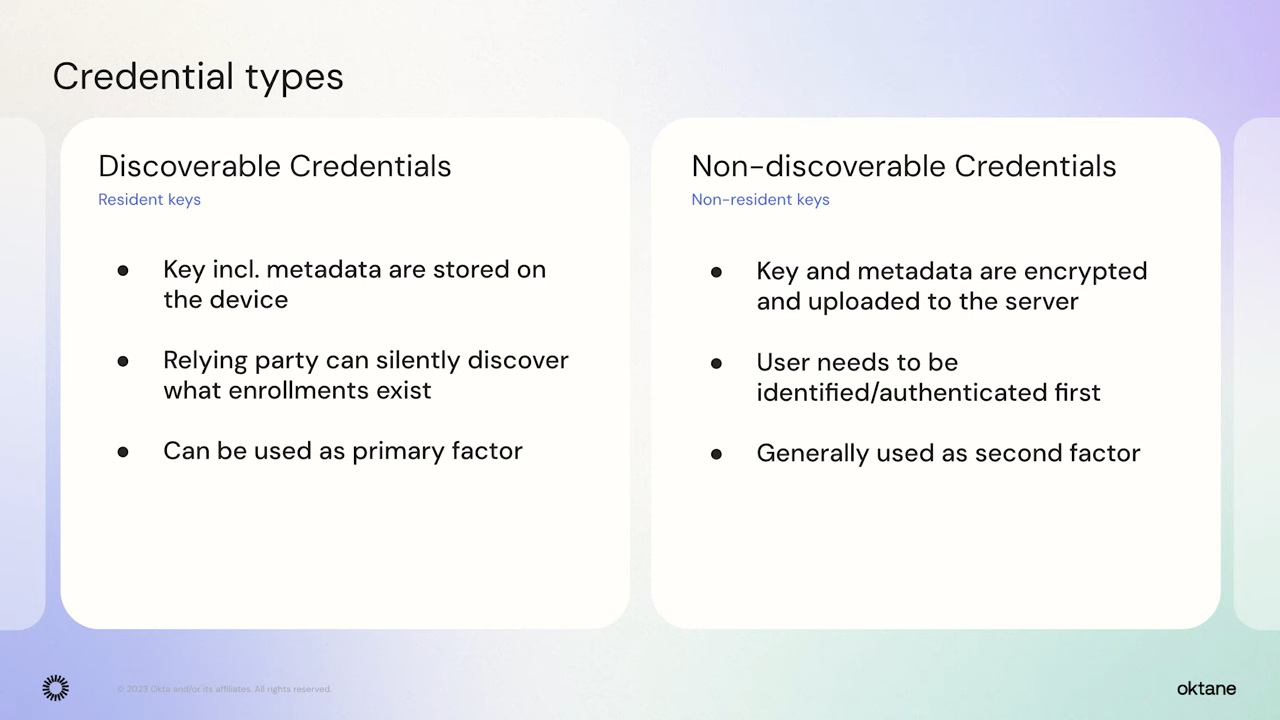 Credential types
Discoverable Credentials
Resident keys
● Key incl. metadata are stored on
the device
● Relying party can silently discover
what enrollments exist
● Can be used as primary factor
Non-discoverable Credentials
Non-resident keys
● Key and metadata are encrypted
and uploaded to the server
● User needs to be
identified/authenticated first
● Generally used as second factor
© 2023 Okta and/or its affiliates. All rights reserved.
oktane